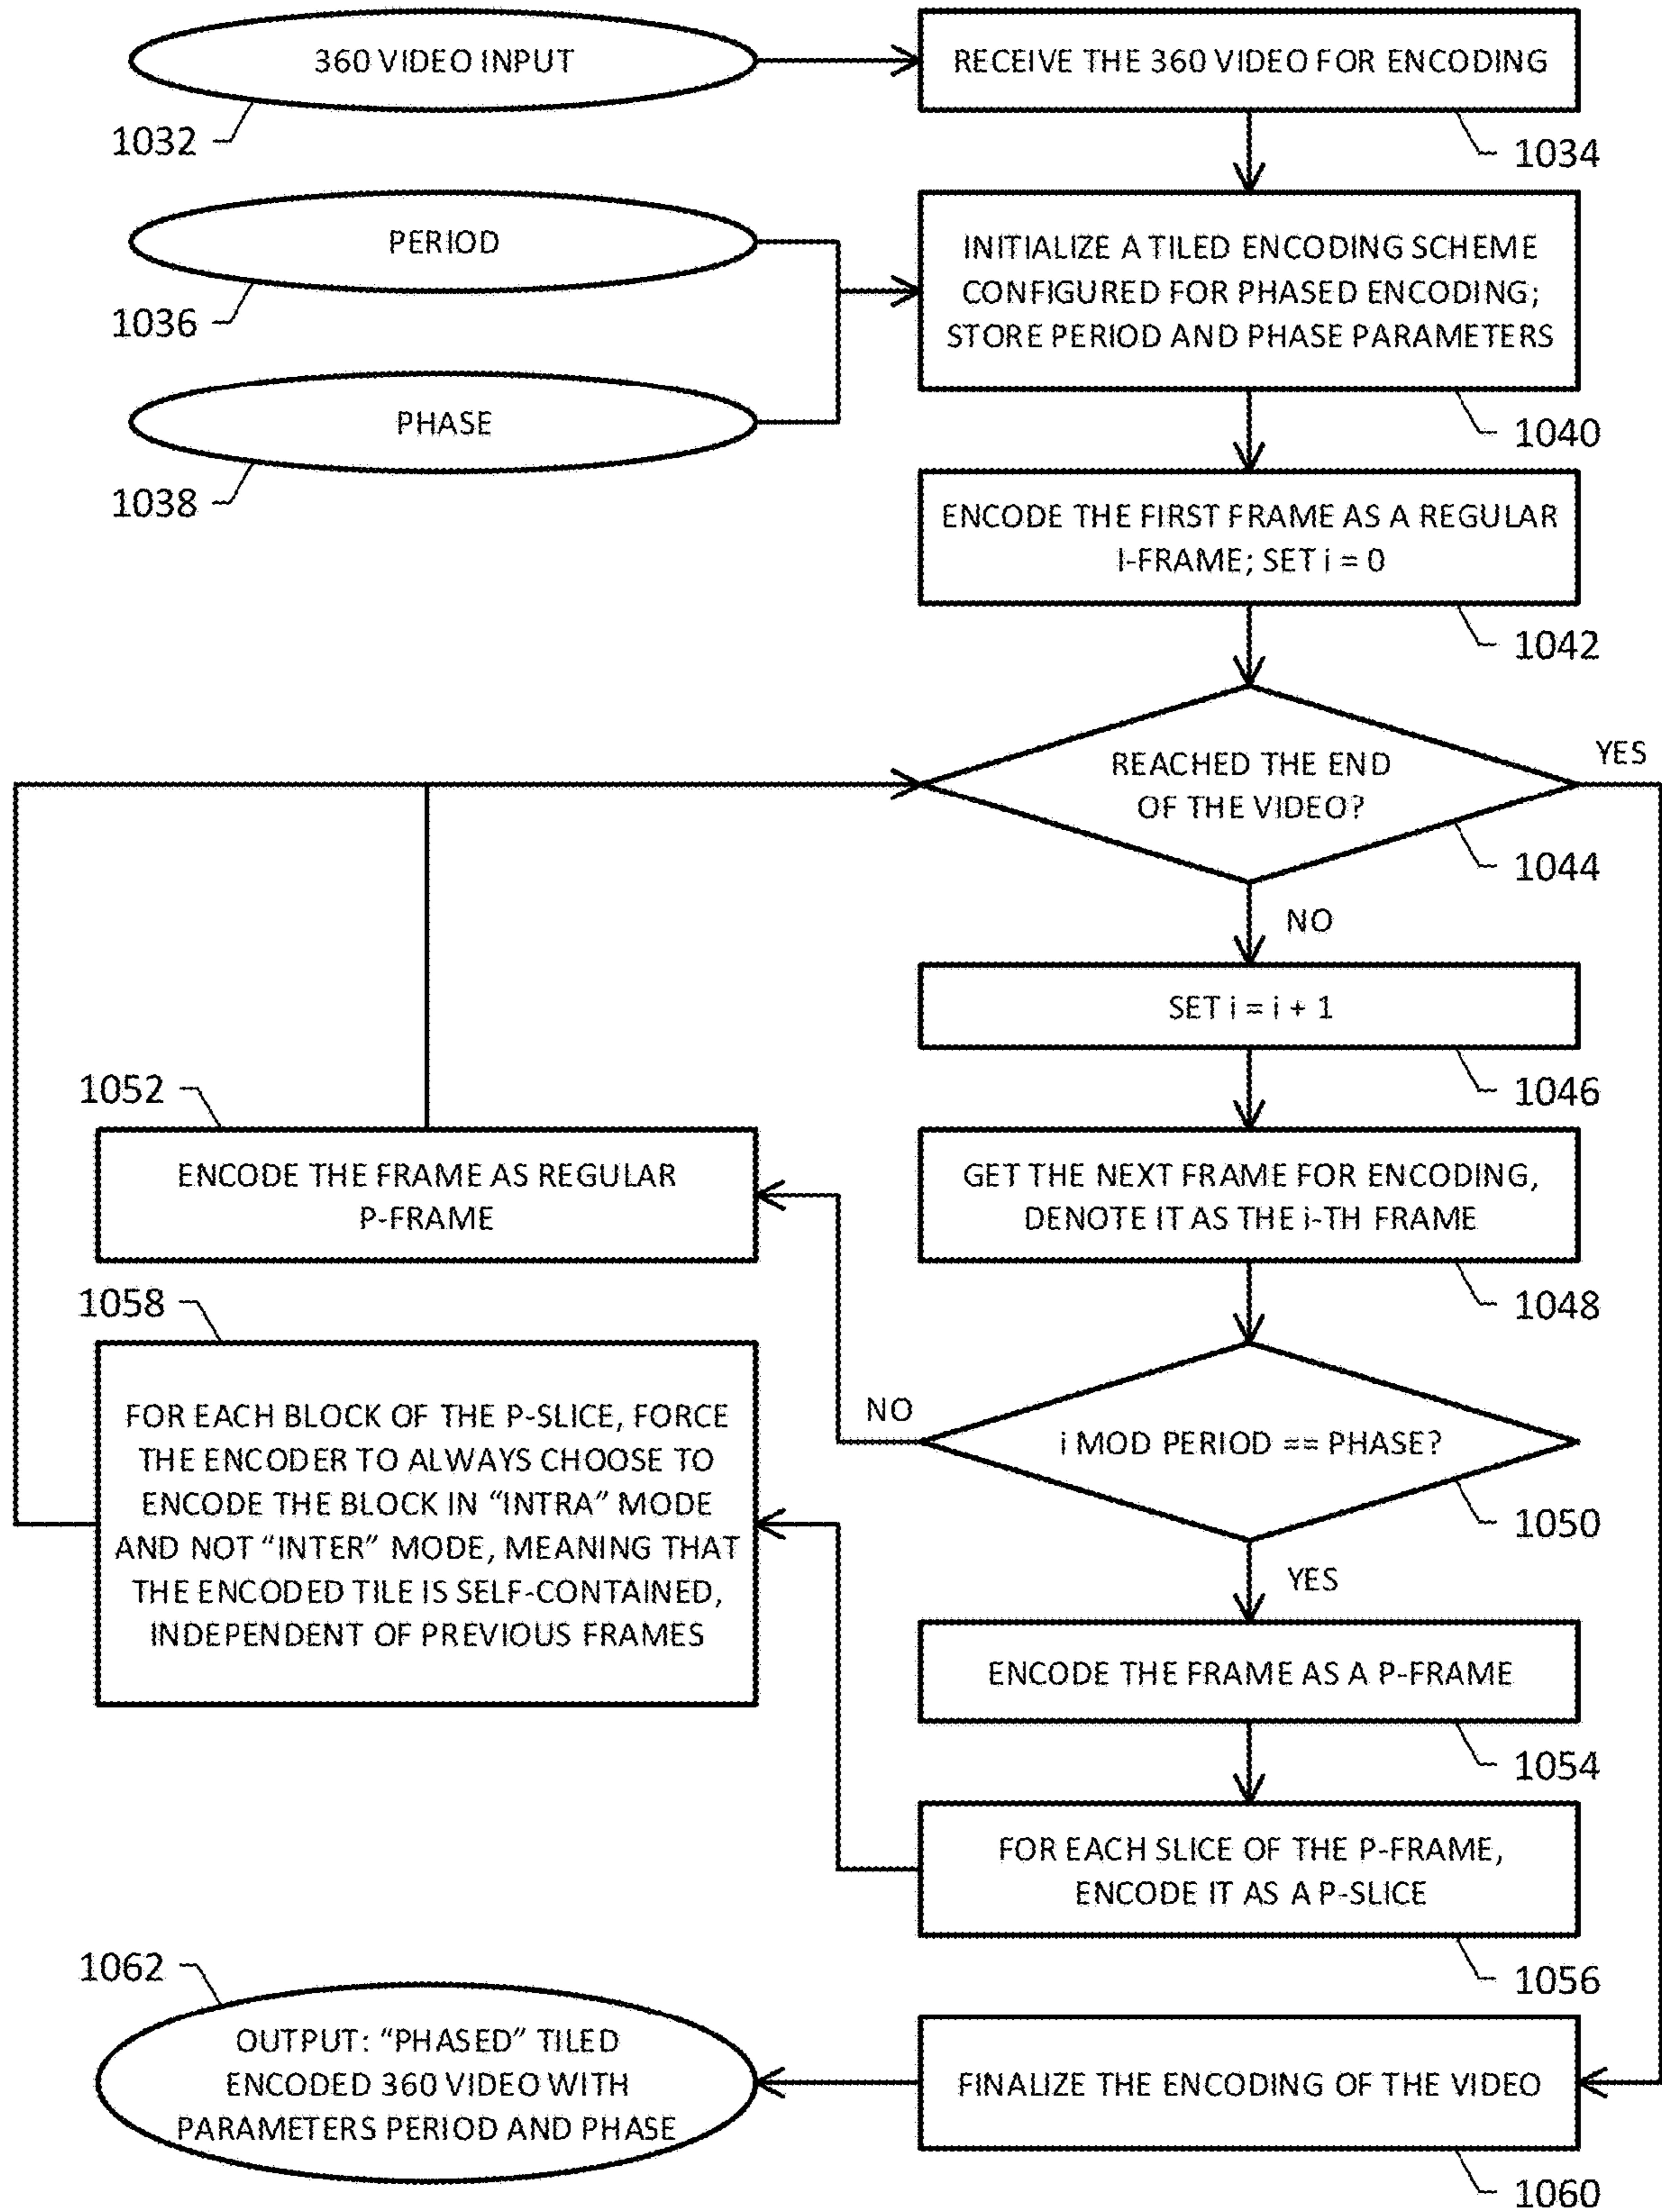 360 VIDEO INPUT
1032
RECEIVE THE 360 VIDEO FOR ENCODING
1034
PERIOD
1036
PHASE
1038
INITIALIZE A TILED ENCODING SCHEME
CONFIGURED FOR PHASED ENCODING;
STORE PERIOD AND PHASE PARAMETERS
1040
ENCODE THE FIRST FRAME AS A REGULAR
I-FRAME; SET i = 0
1042
REACHED THE END
OF THE VIDEO?
YES
1044
NO
SET i = i + 1
1046
1052
ENCODE THE FRAME AS REGULAR
P-FRAME
GET THE NEXT FRAME FOR ENCODING,
DENOTE IT AS THE i-TH FRAME
1048
1058
FOR EACH BLOCK OF THE P-SLICE, FORCE
THE ENCODER TO ALWAYS CHOOSE TO
ENCODE THE BLOCK IN “INTRA” MODE
AND NOT “INTER” MODE, MEANING THAT
THE ENCODED TILE IS SELF-CONTAINED,
INDEPENDENT OF PREVIOUS FRAMES
NO
i MOD PERIOD == PHASE?
1050
YES
ENCODE THE FRAME AS A P-FRAME
1054
FOR EACH SLICE OF THE P-FRAME,
ENCODE IT AS A P-SLICE
1056
1062
OUTPUT: “PHASED” TILED
ENCODED 360 VIDEO WITH
PARAMETERS PERIOD AND PHASE
FINALIZE THE ENCODING OF THE VIDEO
1060